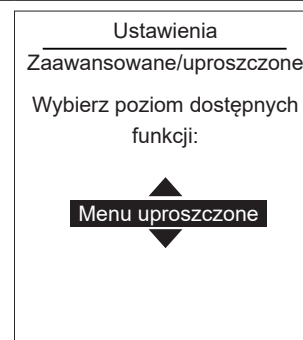 Ustawienia
Zaawansowane/uproszczone
Wybierz poziom dostępnych
funkcji:
Menu uproszczone